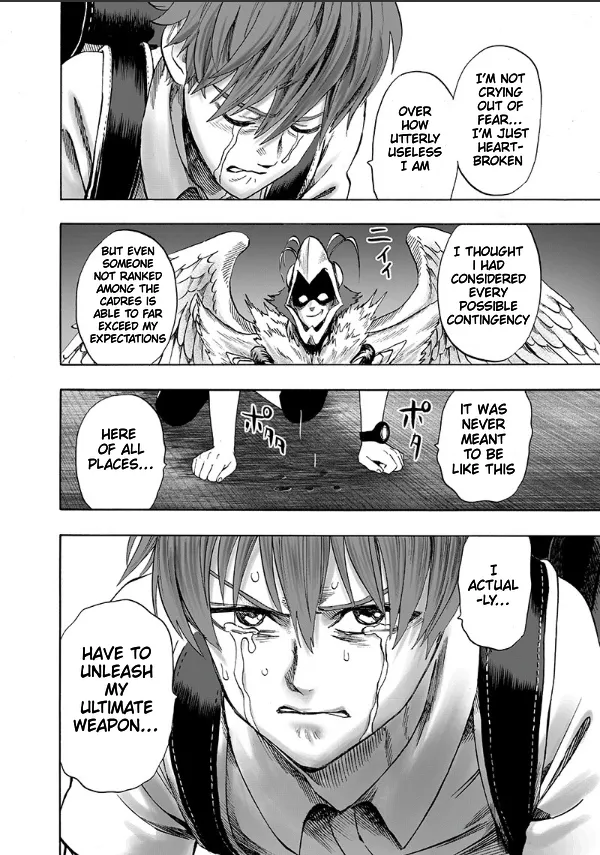 I'M NOT
CRYING
OUT OF
FEAR...
I'M JUST
HEART-
BROKEN
OVER
HOW
UTTERLY
USELESS
I AM
I THOUGHT
I HAD
CONSIDERED
EVERY
POSSIBLE
CONTINGENCY
ニィィ
BUT EVEN
SOMEONE
NOT RANKED
AMONG THE
CADRES IS
ABLE TO FAR
EXCEED MY
EXPECTATIONS
IT WAS
NEVER
MEANT
TO BE
LIKE THIS
ポタ
ポタタ
HERE
OF ALL
PLACES...
I
ACTUAL
-LY...
HAVE TO
UNLEASH
MY
ULTIMATE
WEAPON...